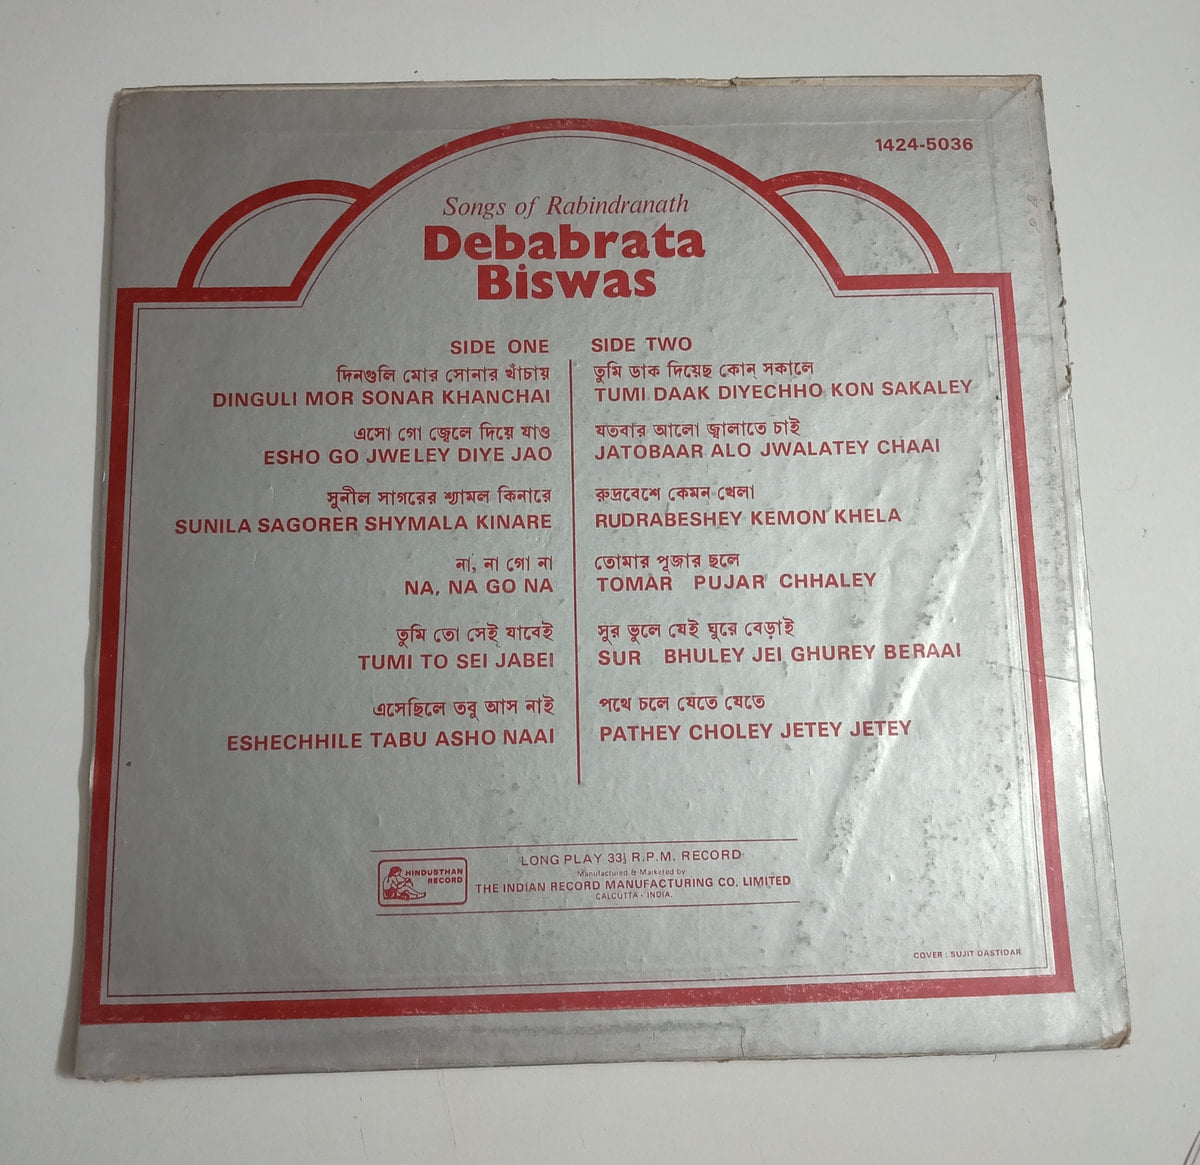 1424-5036
Songs of Rabindranath
Debabrata
Biswas
SIDE ONE
দিনগুলি মোর সোনার খাঁচায়
DINGULI MOR SONAR KHANCHAI
এসো গো জ্বেলে দিয়ে যাও
ESHO GO JWELEY DIYE JAO
সুনীল সাগরের শ্যামল কিনারে
SUNILA SAGORER SHYMALA KINARE
না, না গো না
NA, NA GO NA
তুমি তো সেই যাবেই
TUMI TO SEI JABEI
এসেছিলে তবু আস নাই
ESHECHHILE TABU ASHO NAAI
SIDE TWO
তুমি ডাক দিয়েছ কোন সকালে
TUMI DAAK DIYECHHO KON SAKALEY
যতবার আলো জ্বালাতে চাই
JATOBAAR ALO JWALATEY CHAAI
রুদ্রবেশে কেমন খেলা
RUDRABESHEY KEMON KHELA
তোমার পূজার ছলে
TOMAR PUJAR CHHALEY
সুর ভুলে যেই ঘুরে বেড়াই
SUR BHULEY JEI GHUREY BERAAI
পথে চলে যেতে যেতে
PATHEY CHOLEY JETEY JETEY
HINDUSTHAN
RECORD
LONG PLAY 33⅓ R.P.M. RECORD
Manufactured & Marketed by
THE INDIAN RECORD MANUFACTURING CO. LIMITED
CALCUTTA - INDIA.
COVER : SUJIT DASTIDAR